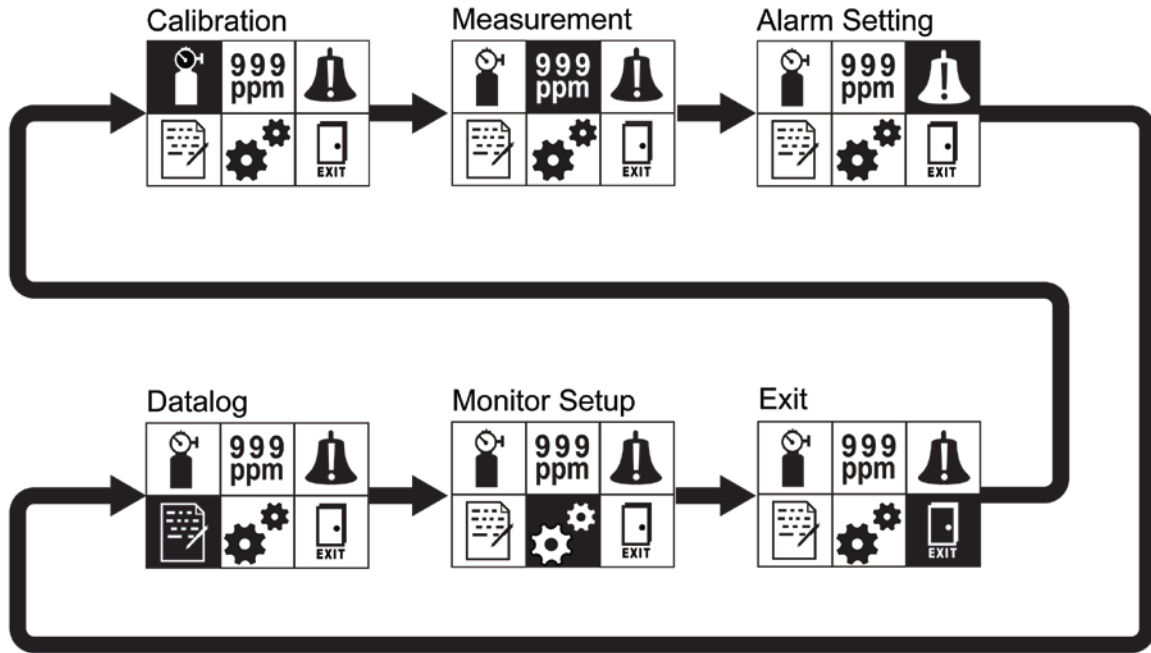 Calibration
Measurement
Alarm Setting
999
ppm
999
ppm
999
ppm
EXIT
EXIT
EXIT
Datalog
Monitor Setup
Exit
999
ppm
999
ppm
999
ppm
EXIT
EXIT
EXIT